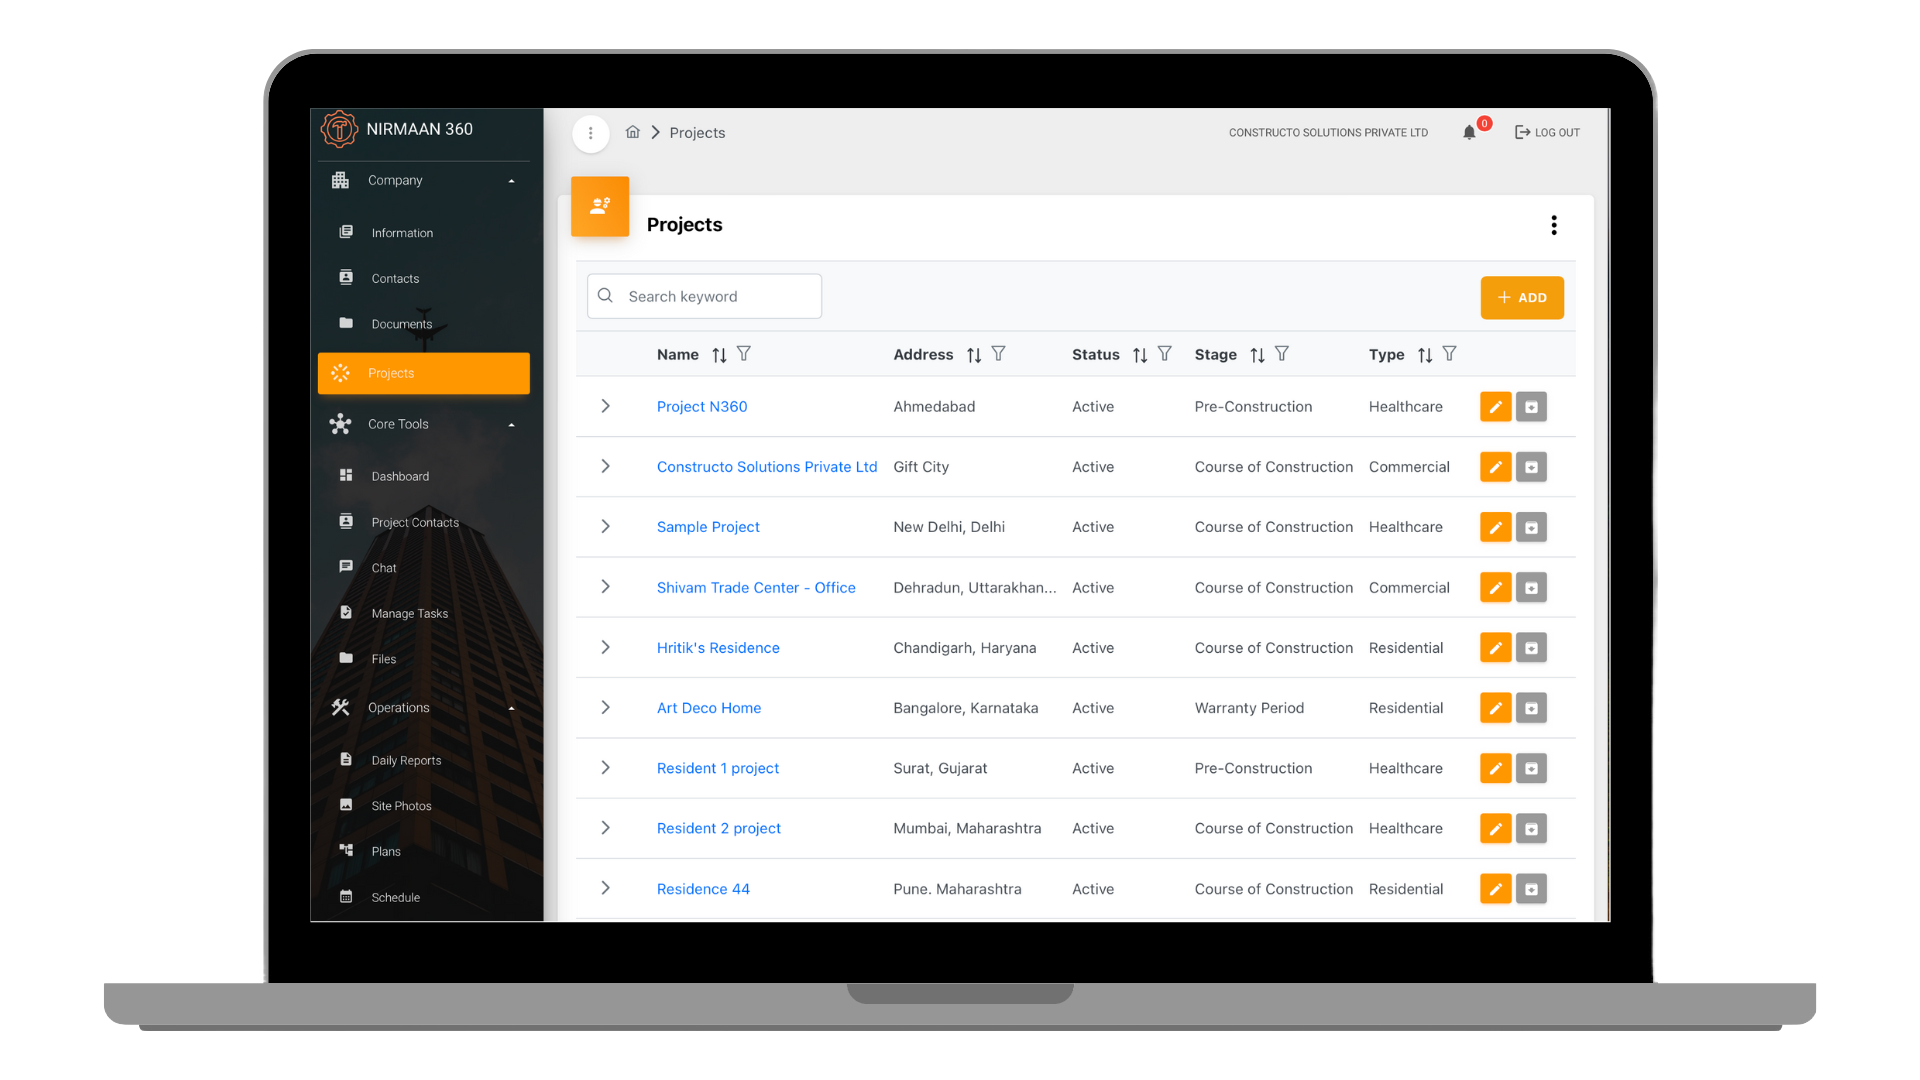 NIRMAAN 360
Company
Information
Contacts
Documents
Projects
Core Tools
Dashboard
Project Contacts
Chat
Manage Tasks
Files
Operations
Daily Reports
Site Photos
Plans
Schedule
Projects
CONSTRUCTO SOLUTIONS PRIVATE LTD
0
LOG OUT
Projects
Search keyword
+ ADD
Name Address Status Stage Type
Project N360 Ahmedabad Active Pre-Construction Healthcare
Constructo Solutions Private Ltd Gift City Active Course of Construction Commercial
Sample Project New Delhi, Delhi Active Course of Construction Healthcare
Shivam Trade Center - Office Dehradun, Uttarakhan... Active Course of Construction Commercial
Hritik's Residence Chandigarh, Haryana Active Course of Construction Residential
Art Deco Home Bangalore, Karnataka Active Warranty Period Residential
Resident 1 project Surat, Gujarat Active Pre-Construction Healthcare
Resident 2 project Mumbai, Maharashtra Active Course of Construction Healthcare
Residence 44 Pune. Maharashtra Active Course of Construction Residential